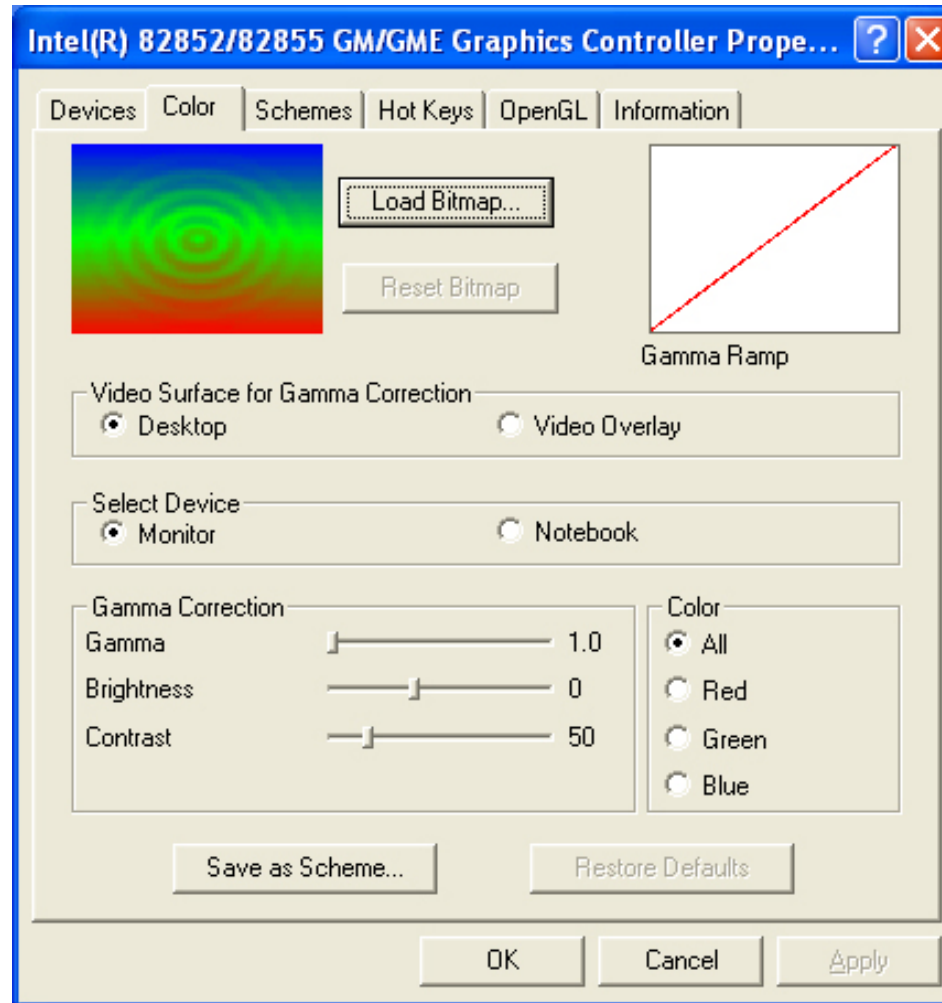 Intel(R) 82852/82855 GM/GME Graphics Controller Prope... ?
Devices Color Schemes Hot Keys OpenGL Information
Load Bitmap...
Reset Bitmap
Gamma Ramp
Video Surface for Gamma Correction
Desktop Video Overlay
Select Device
Monitor Notebook
Gamma Correction
Gamma 1.0
Brightness 0
Contrast 50
Color
All
Red
Green
Blue
Save as Scheme... Restore Defaults
OK Cancel Apply